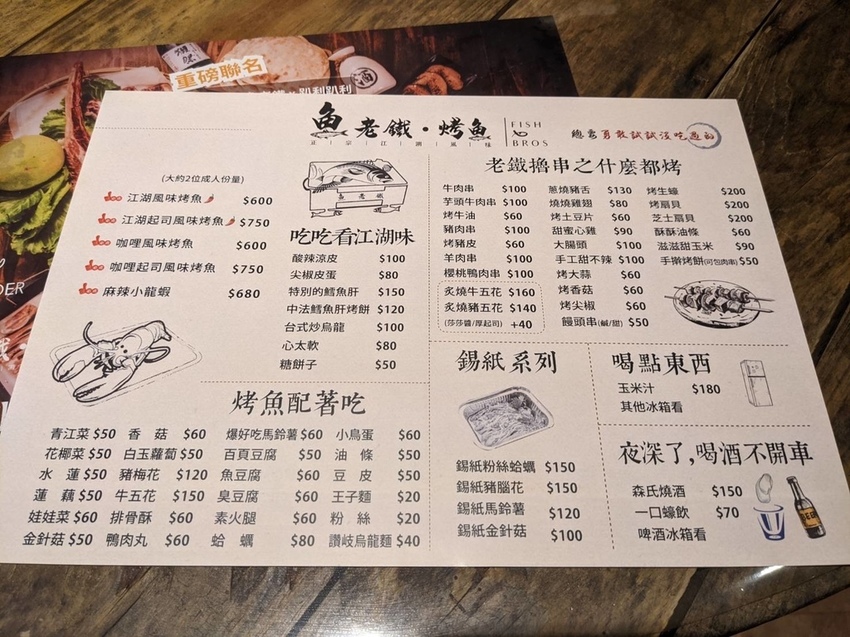 重磅聯名
魚老鐵・烤魚
正宗江湖風味
FISH
BROS
總要勇敢試試沒吃過的
(大約2位成人份量)
江湖風味烤魚 $600
江湖起司風味烤魚 $750
咖哩風味烤魚 $600
咖哩起司風味烤魚 $750
麻辣小龍蝦 $680
吃吃看江湖味
酸辣涼皮 $100
尖椒皮蛋 $80
特別的鱈魚肝 $150
中法鱈魚肝烤餅 $120
台式炒烏龍 $100
心太軟 $80
糖餅子 $50
老鐵擼串之什麼都烤
牛肉串 $100
芋頭牛肉串 $100
烤牛油 $60
豬肉串 $100
烤豬皮 $60
羊肉串 $100
櫻桃鴨肉串 $100
炙燒牛五花 $160
炙燒豬五花 $140
(莎莎醬/厚起司) +40
蔥燒豬舌 $130
燒燒雞翅 $80
烤土豆片 $60
甜蜜心雞 $90
大腸頭 $100
手工甜不辣 $100
烤大蒜 $60
烤香菇 $60
烤尖椒 $60
饅頭串(鹹/甜) $50
烤生蠔 $200
烤扇貝 $200
芝士扇貝 $200
酥酥油條 $60
滋滋甜玉米 $90
手擀烤餅(可包肉串) $50
烤魚配著吃
青江菜 $50 香菇 $60 爆好吃馬鈴薯 $60 小鳥蛋 $60
花椰菜 $50 白玉蘿蔔 $50 百頁豆腐 $50 油條 $50
水蓮 $50 豬梅花 $120 魚豆腐 $60 豆皮 $50
蓮藕 $50 牛五花 $150 臭豆腐 $60 王子麵 $20
娃娃菜 $60 排骨酥 $60 素火腿 $60 粉絲 $20
金針菇 $50 鴨肉丸 $60 蛤蠣 $80 讚岐烏龍麵 $40
錫紙系列
錫紙粉絲蛤蠣 $150
錫紙豬腦花 $150
錫紙馬鈴薯 $120
錫紙金針菇 $100
喝點東西
玉米汁 $180
其他冰箱看
夜深了,喝酒不開車
森氏燒酒 $150
一口蠔飲 $70
啤酒冰箱看